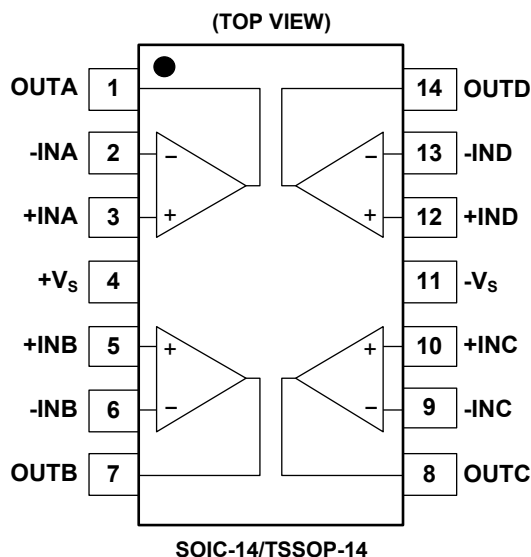 (TOP VIEW)
OUTA 1 14 OUTD
-INA 2 − − 13 -IND
+INA 3 + + 12 +IND
+VS 4 11 -VS
+INB 5 + + 10 +INC
-INB 6 − − 9 -INC
OUTB 7 8 OUTC
SOIC-14/TSSOP-14